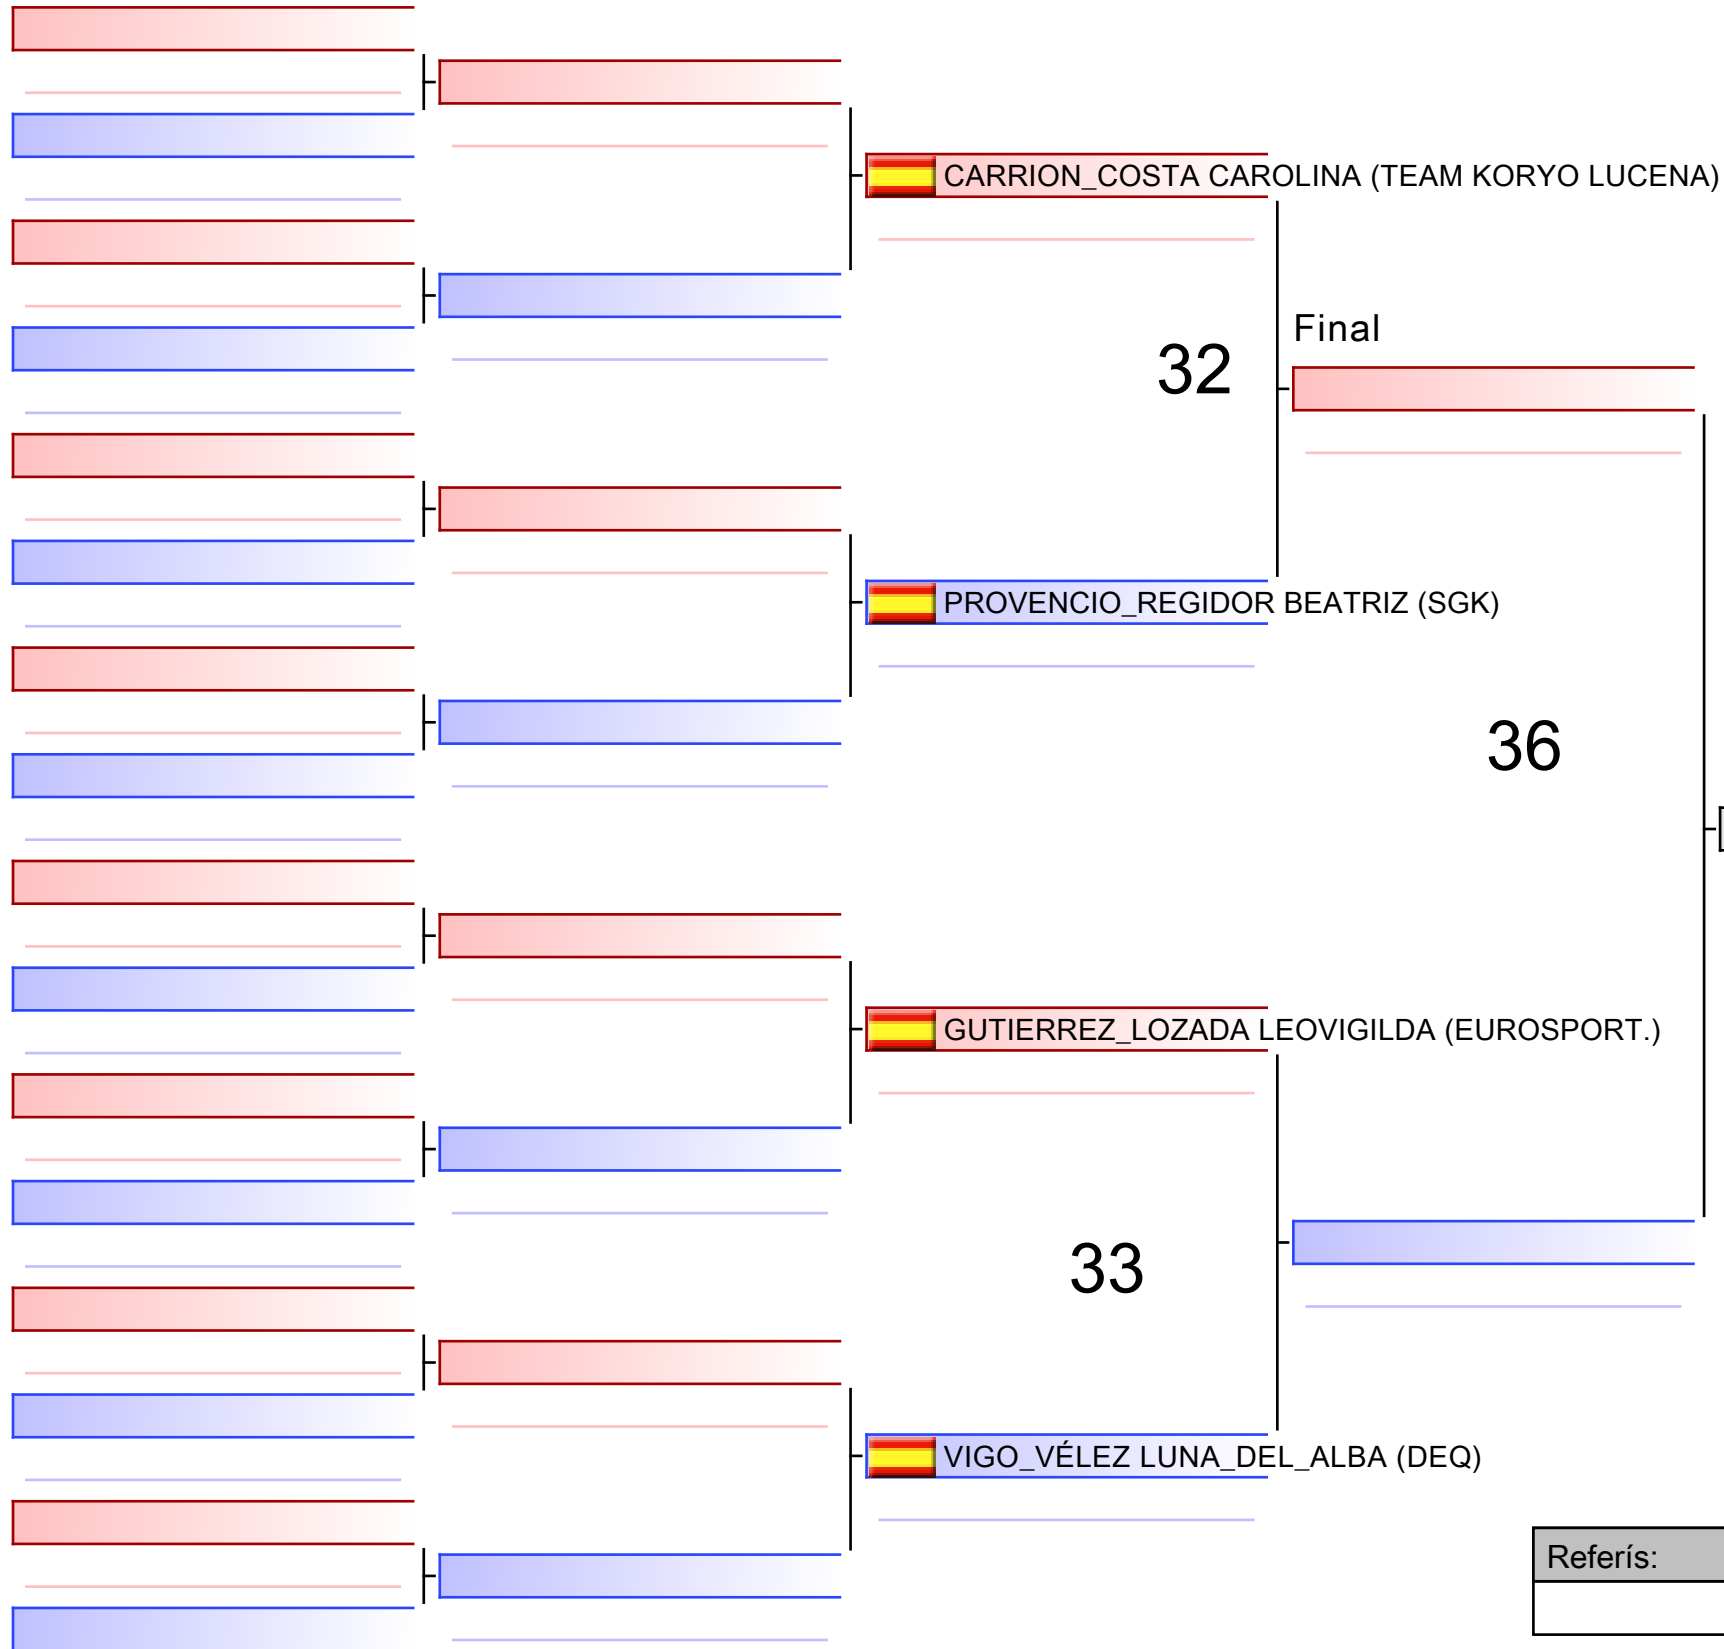 CARRION_COSTA CAROLINA (TEAM KORYO LUCENA)
Final
32
PROVENCIO_REGIDOR BEATRIZ (SGK)
36
GUTIERREZ_LOZADA LEOVIGILDA (EUROSPORT.)
33
VIGO_VÉLEZ LUNA_DEL_ALBA (DEQ)
Referís: